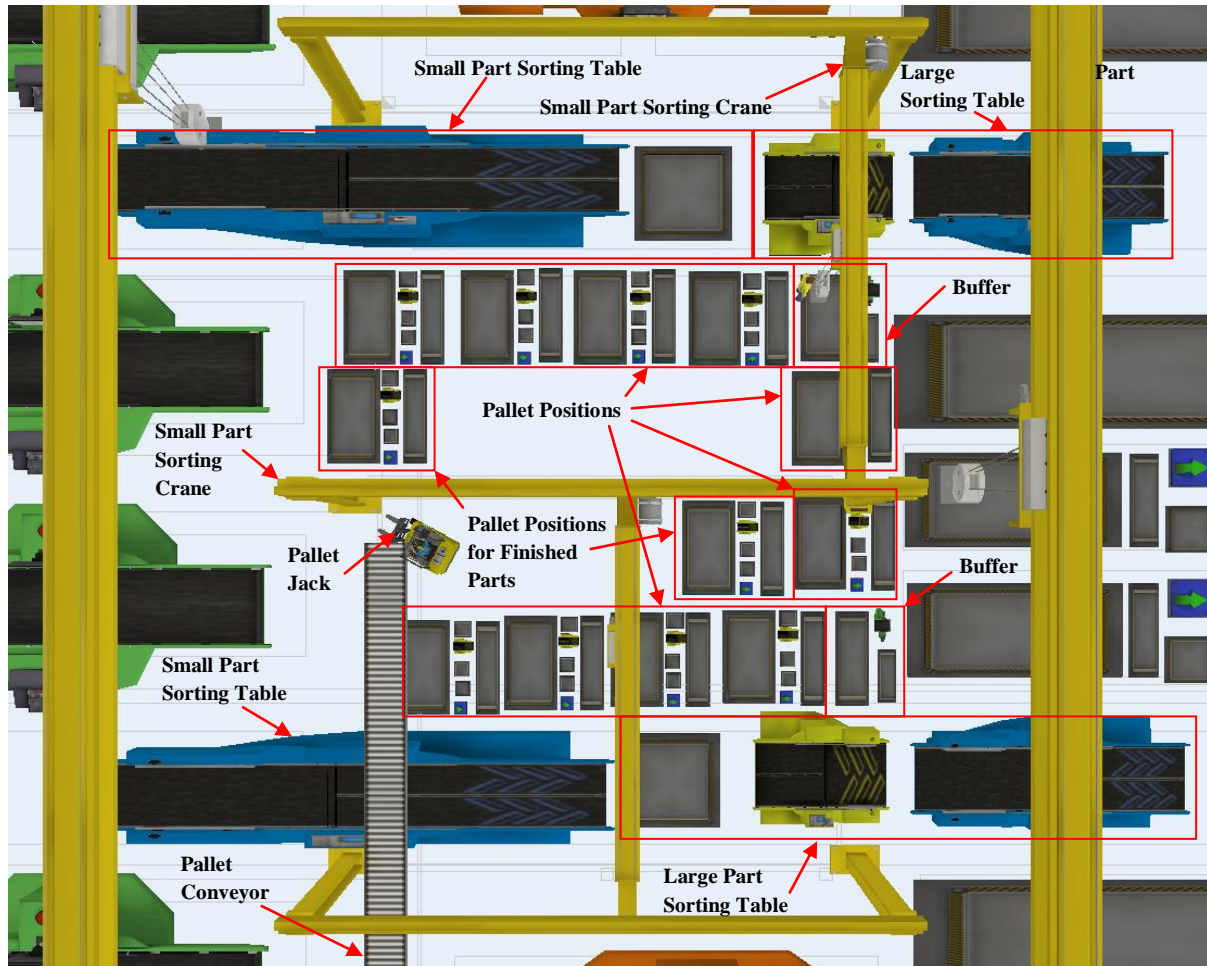 Small Part Sorting Table
Small Part Sorting Crane
Large Part
Sorting Table
Buffer
Pallet Positions
Small Part
Sorting
Crane
Pallet Positions
for Finished
Parts
Pallet
Jack
Buffer
Small Part
Sorting Table
Pallet
Conveyor
Large Part
Sorting Table